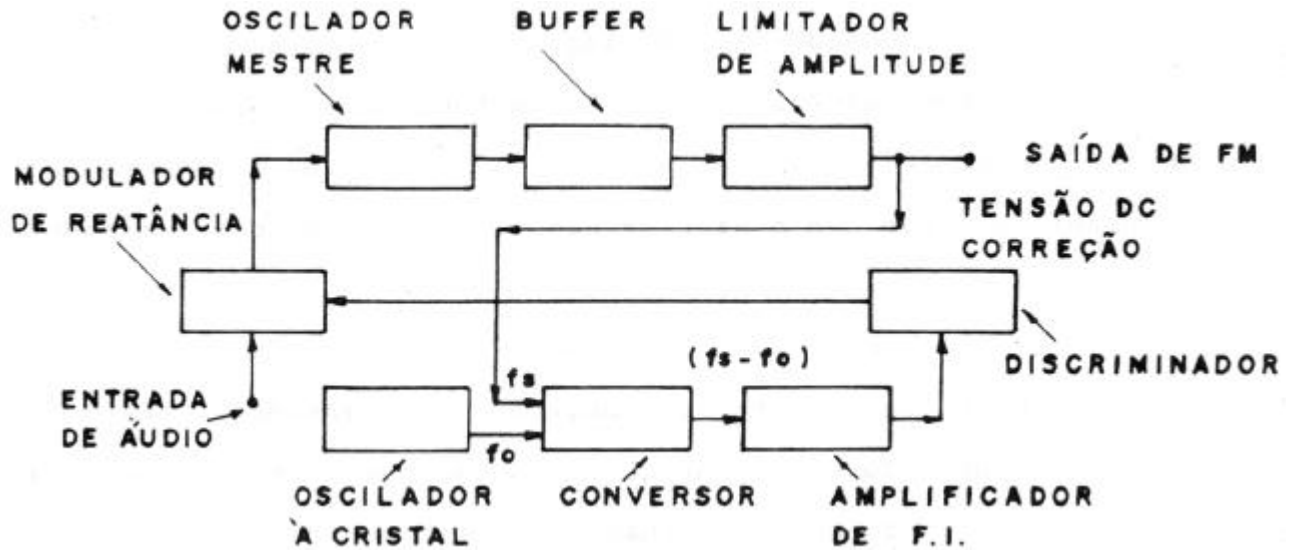 OSCILADOR
MESTRE
BUFFER
LIMITADOR
DE AMPLITUDE
MODULADOR
DE REATÂNCIA
SAÍDA DE FM
TENSÃO DC
CORREÇÃO
(fs-fo)
DISCRIMINADOR
fs
ENTRADA
DE ÁUDIO
fo
OSCILADOR
À CRISTAL
CONVERSOR
AMPLIFICADOR
DE F.I.